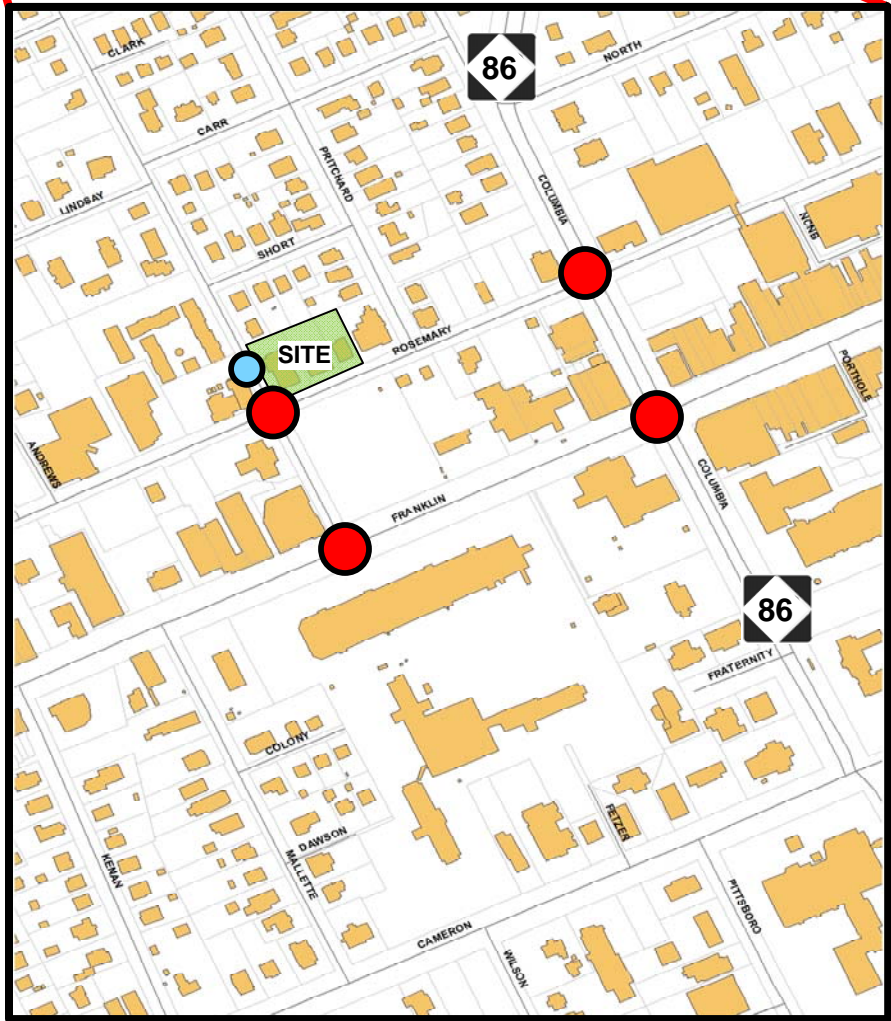 CLARK
NORTH
86
CARR
PRITCHARD
LINDSAY
COLUMBIA
NCNB
SHORT
ROSEMARY
SITE
PORTHOLE
ANDREWS
FRANKLIN
COLUMBIA
86
FRATERNITY
COLONY
FETZER
DAWSON
KENAN
MALLETTE
CAMERON
PITTSBORO
WILSON